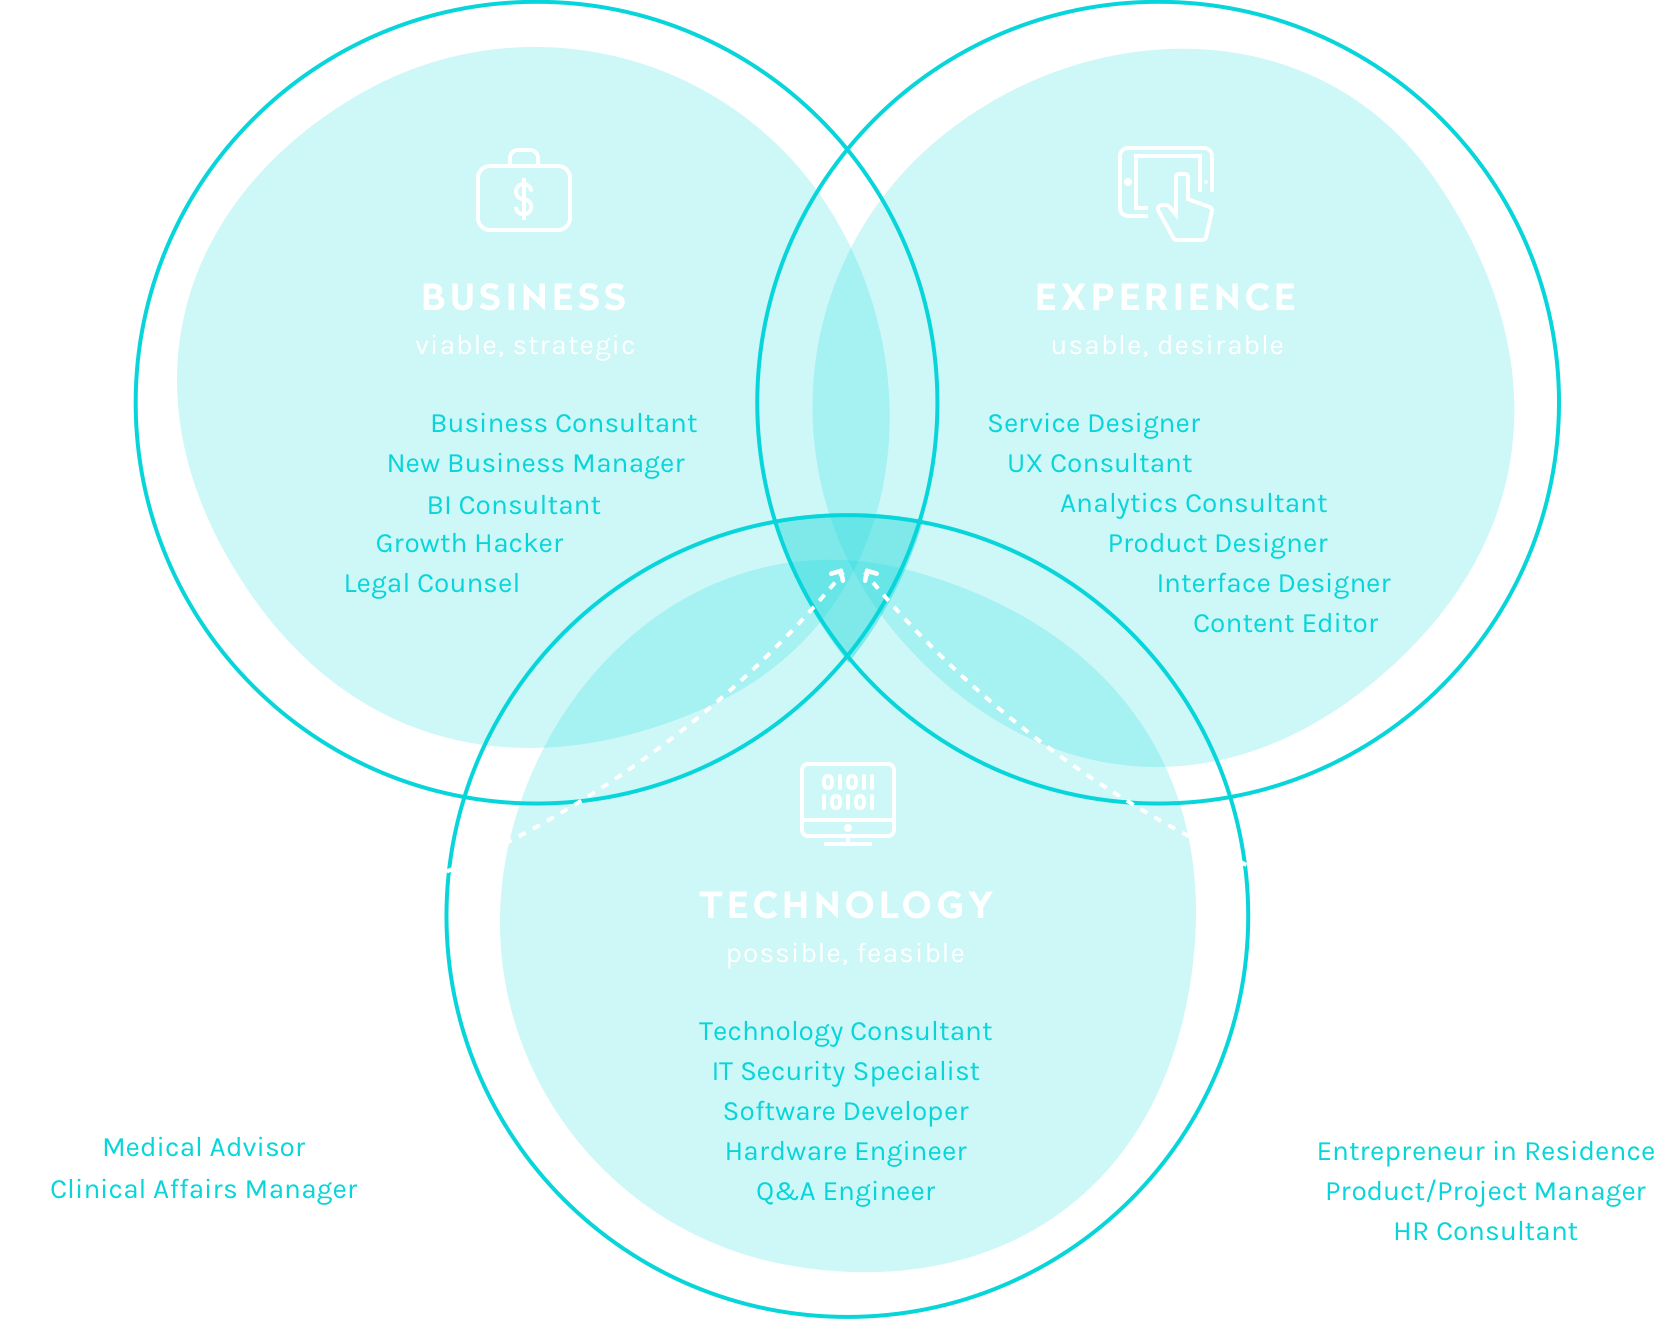 $
BUSINESS
viable, strategic
Business Consultant
New Business Manager
BI Consultant
Growth Hacker
Legal Counsel
EXPERIENCE
usable, desirable
Service Designer
UX Consultant
Analytics Consultant
Product Designer
Interface Designer
Content Editor
01011
10101
TECHNOLOGY
possible, feasible
Technology Consultant
IT Security Specialist
Software Developer
Hardware Engineer
Q&A Engineer
Medical Advisor
Clinical Affairs Manager
Entrepreneur in Residence
Product/Project Manager
HR Consultant